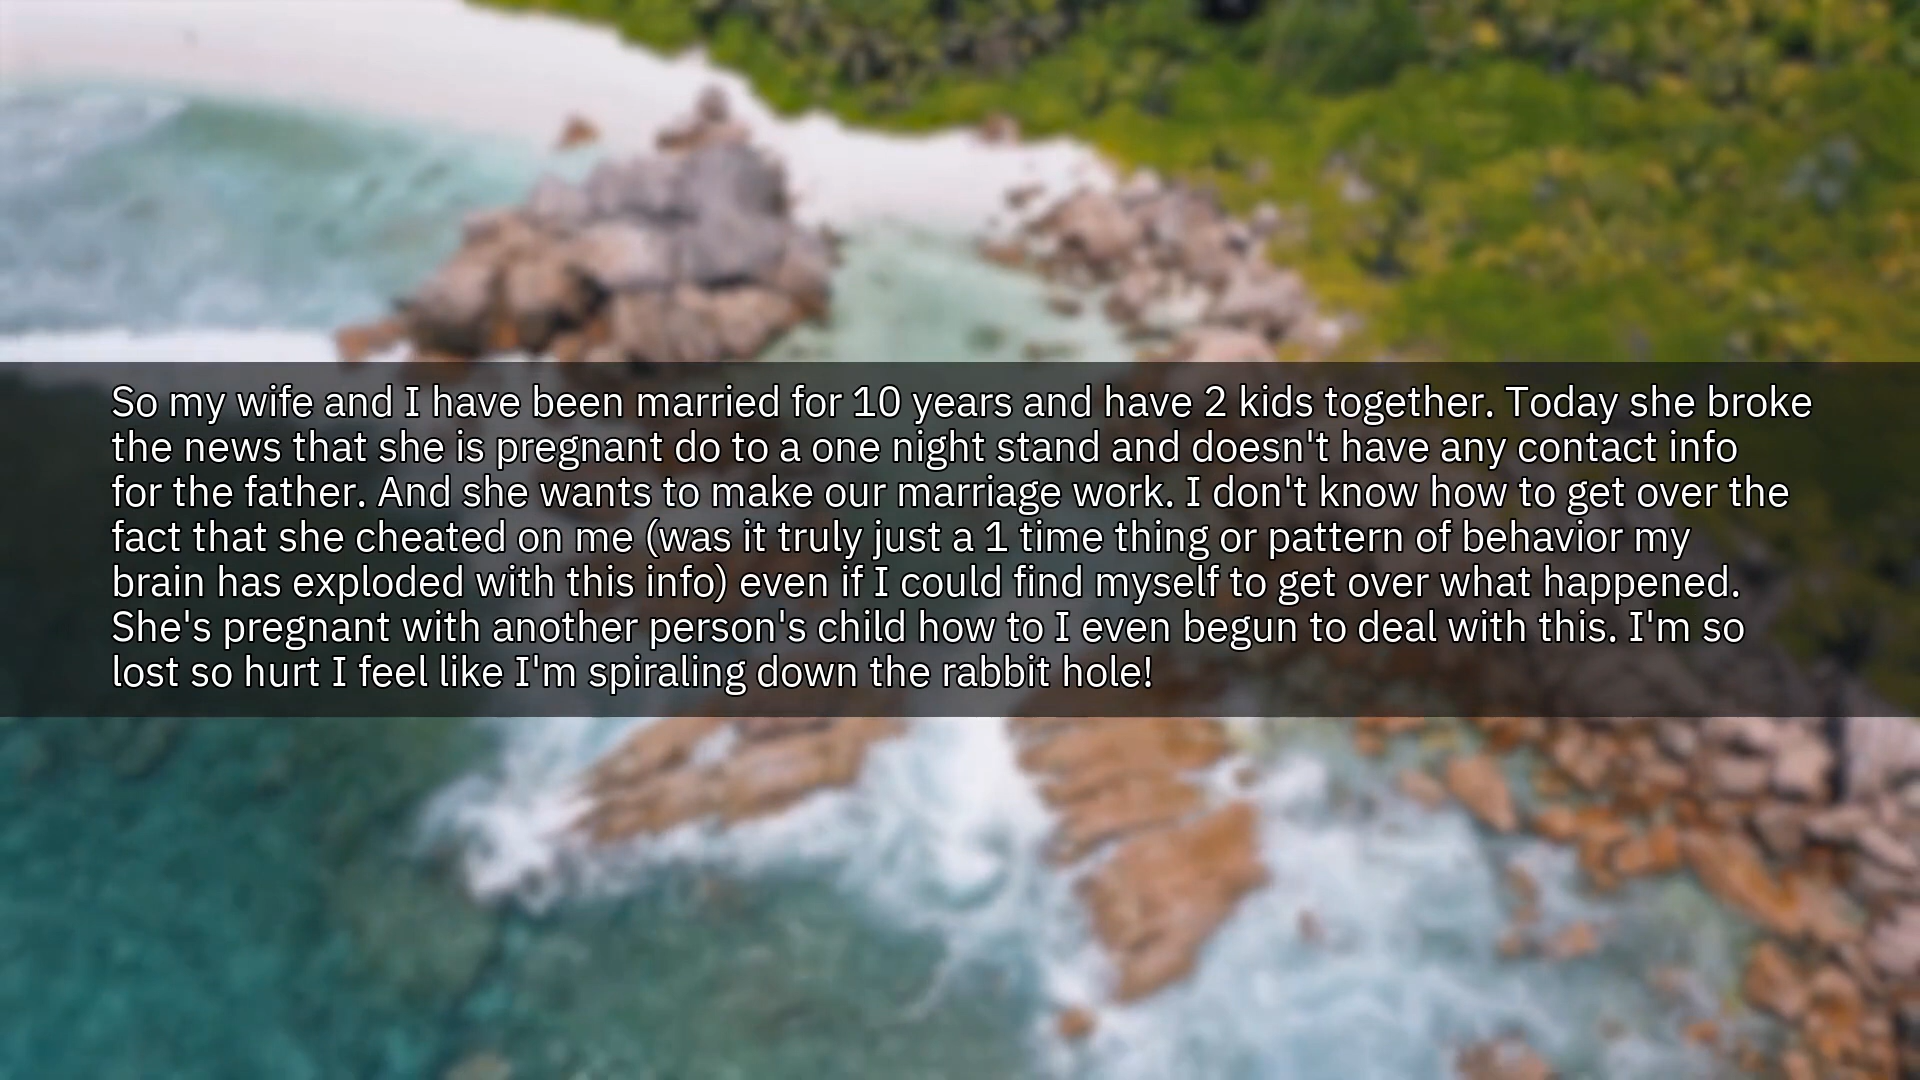 So my wife and I have been married for 10 years and have 2 kids together. Today she broke
the news that she is pregnant do to a one night stand and doesn't have any contact info
for the father. And she wants to make our marriage work. I don't know how to get over the
fact that she cheated on me (was it truly just a 1 time thing or pattern of behavior my
brain has exploded with this info) even if I could find myself to get over what happened.
She's pregnant with another person's child how to I even begun to deal with this. I'm so
lost so hurt I feel like I'm spiraling down the rabbit hole!